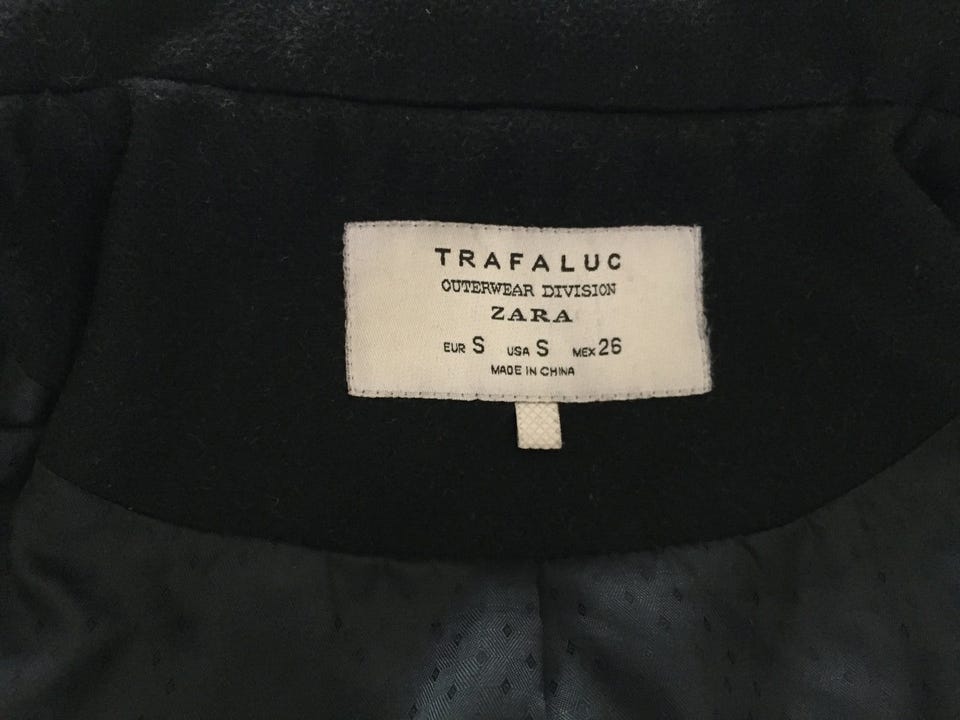 TRAFALUC
OUTERWEAR DIVISION
ZARA
EUR S USA S MEX 26
MADE IN CHINA